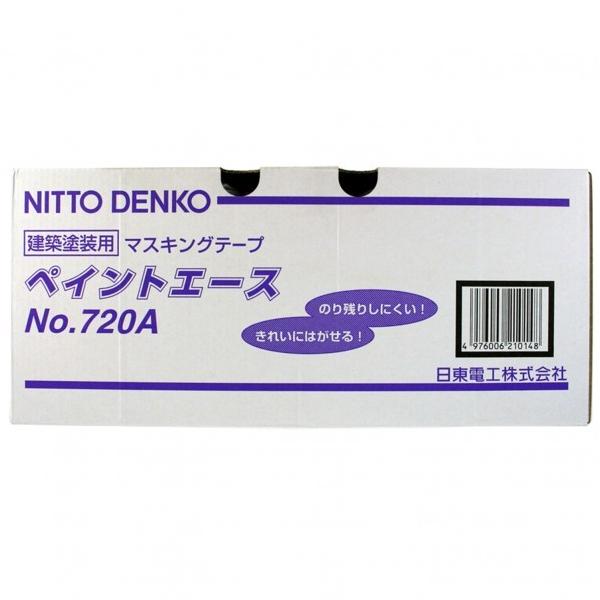 NITTO DENKO
建築塗装用 マスキングテープ
ペイントエース
No.720A
のり残りしにくい!
きれいにはがせる!
4 976006 210148
日東電工株式会社